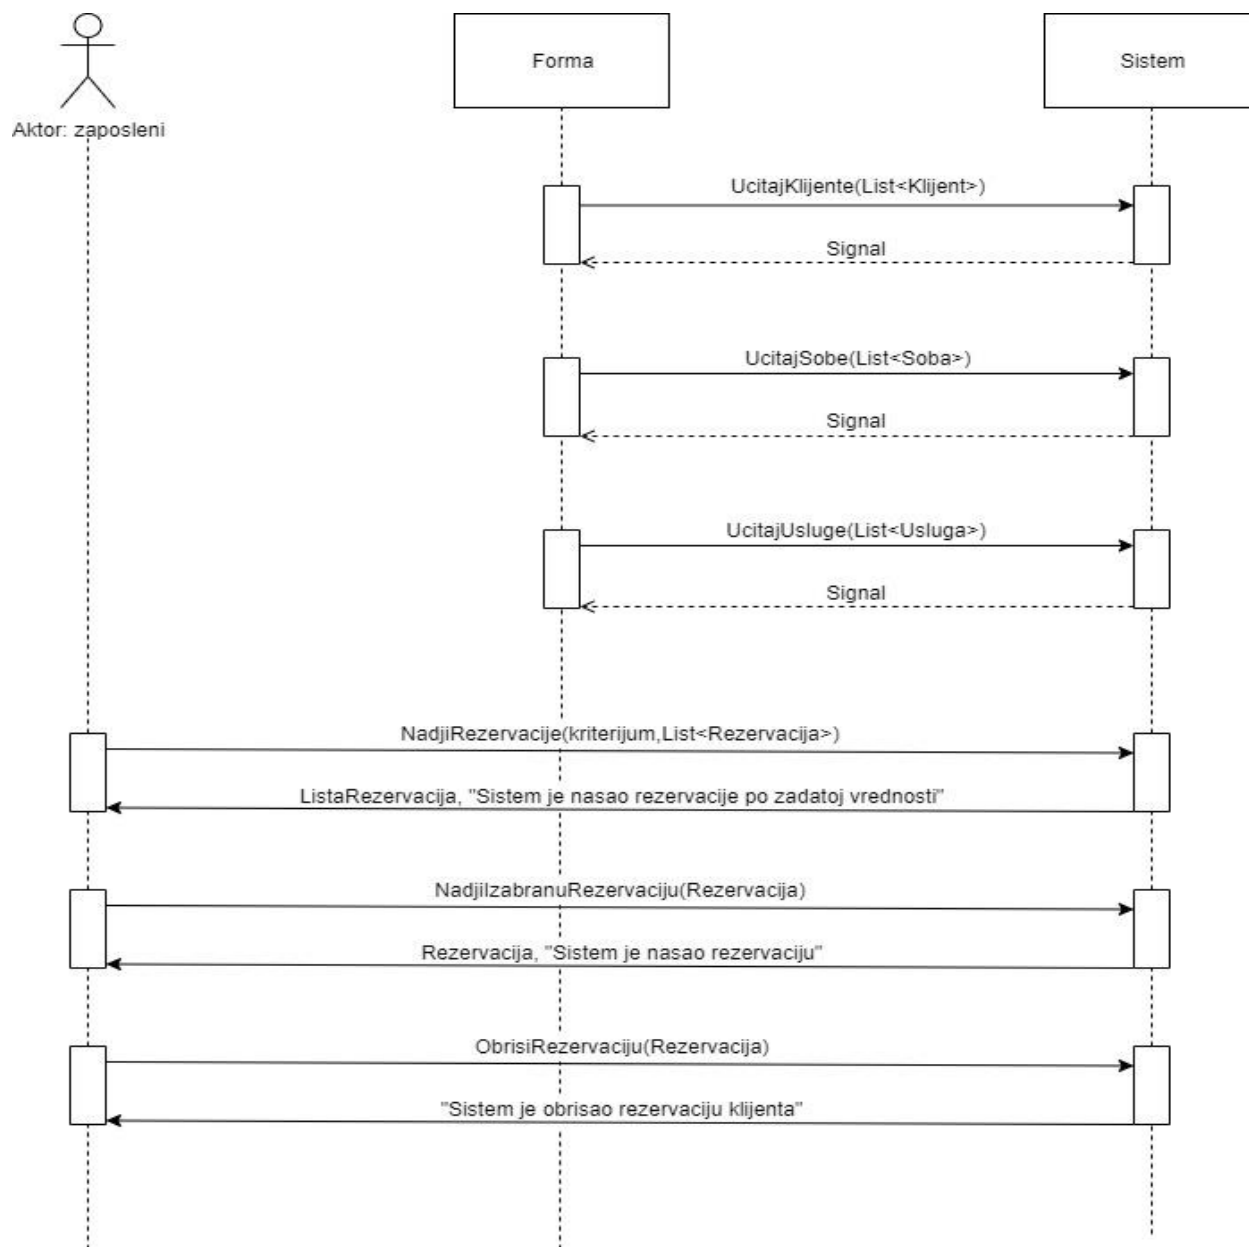 Forma
Sistem
Aktor: zaposleni
UcitajKlijente(List<Klijent>)
Signal
UcitajSobe(List<Soba>)
Signal
UcitajUsluge(List<Usluga>)
Signal
NadjiRezervacije(kriterijum,List<Rezervacija>)
ListaRezervacija, "Sistem je nasao rezervacije po zadatoj vrednosti"
NadjiIzabranuRezervaciju(Rezervacija)
Rezervacija, "Sistem je nasao rezervaciju"
ObrisiRezervaciju(Rezervacija)
"Sistem je obrisao rezervaciju klijenta"